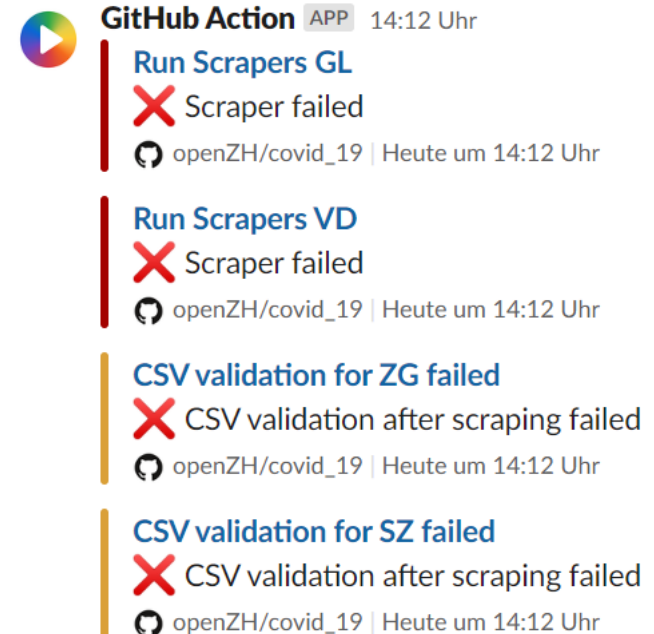 GitHub Action APP 14:12 Uhr
Run Scrapers GL
❌ Scraper failed
openZH/covid_19 | Heute um 14:12 Uhr
Run Scrapers VD
❌ Scraper failed
openZH/covid_19 | Heute um 14:12 Uhr
CSV validation for ZG failed
❌ CSV validation after scraping failed
openZH/covid_19 | Heute um 14:12 Uhr
CSV validation for SZ failed
❌ CSV validation after scraping failed
openZH/covid_19 | Heute um 14:12 Uhr